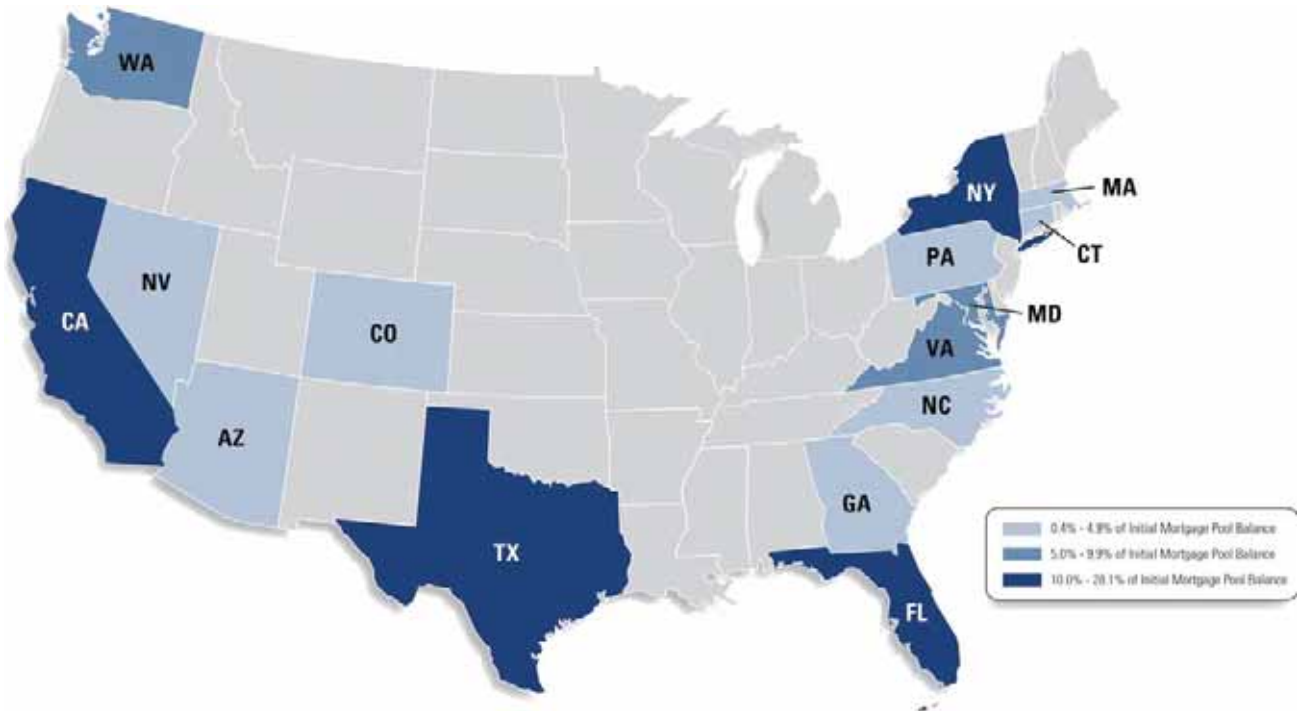 WA
NY
MA
CT
PA
NV
CA
CO
MD
VA
NC
AZ
GA
TX
FL
0.4% - 4.9% of Initial Mortgage Pool Balance
5.0% - 9.9% of Initial Mortgage Pool Balance
10.0% - 28.1% of Initial Mortgage Pool Balance